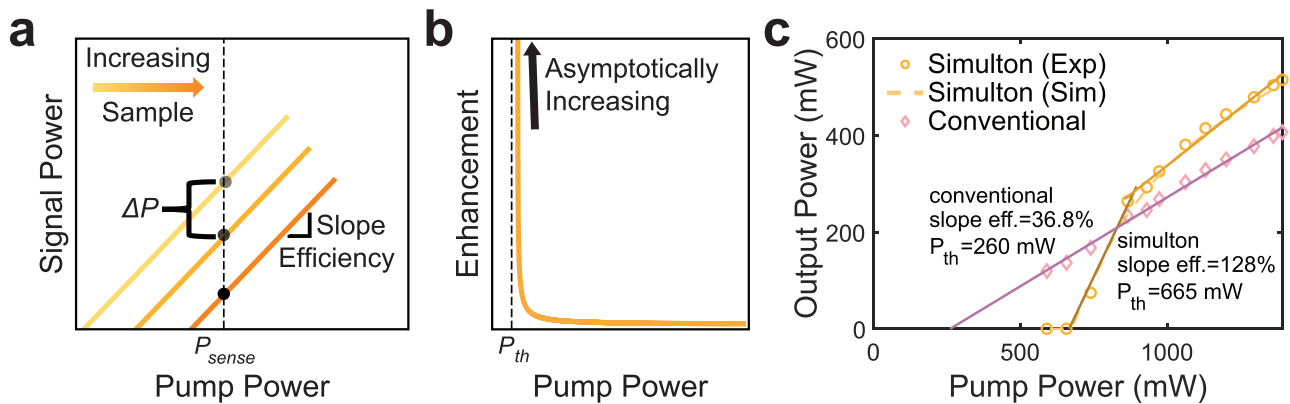 a
Increasing
Sample
ΔP
Slope
Efficiency
Signal Power
P_sense
Pump Power
b
Asymptotically
Increasing
Enhancement
P_th
Pump Power
c
Simulton (Exp)
Simulton (Sim)
Conventional
conventional
slope eff.=36.8%
P_th=260 mW
simulton
slope eff.=128%
P_th=665 mW
Output Power (mW)
600
400
200
0
0 500 1000
Pump Power (mW)